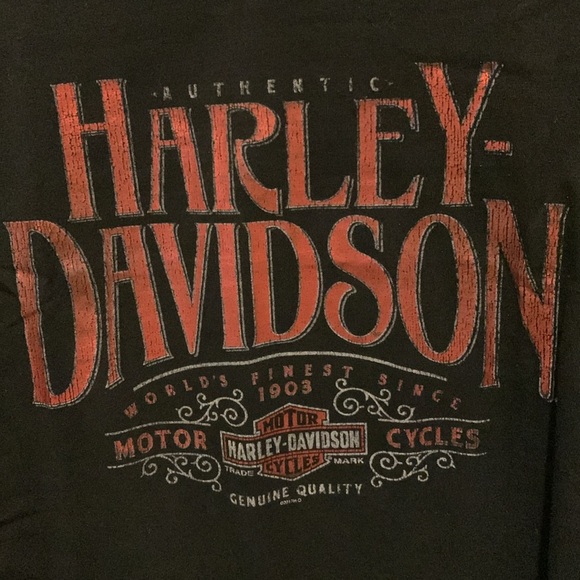 AUTHENTIC
HARLEY-
DAVIDSON
WORLD'S FINEST SINCE
1903
MOTOR
MOTOR HARLEY-DAVIDSON CYCLES
CYCLES
TRADE MARK
GENUINE QUALITY